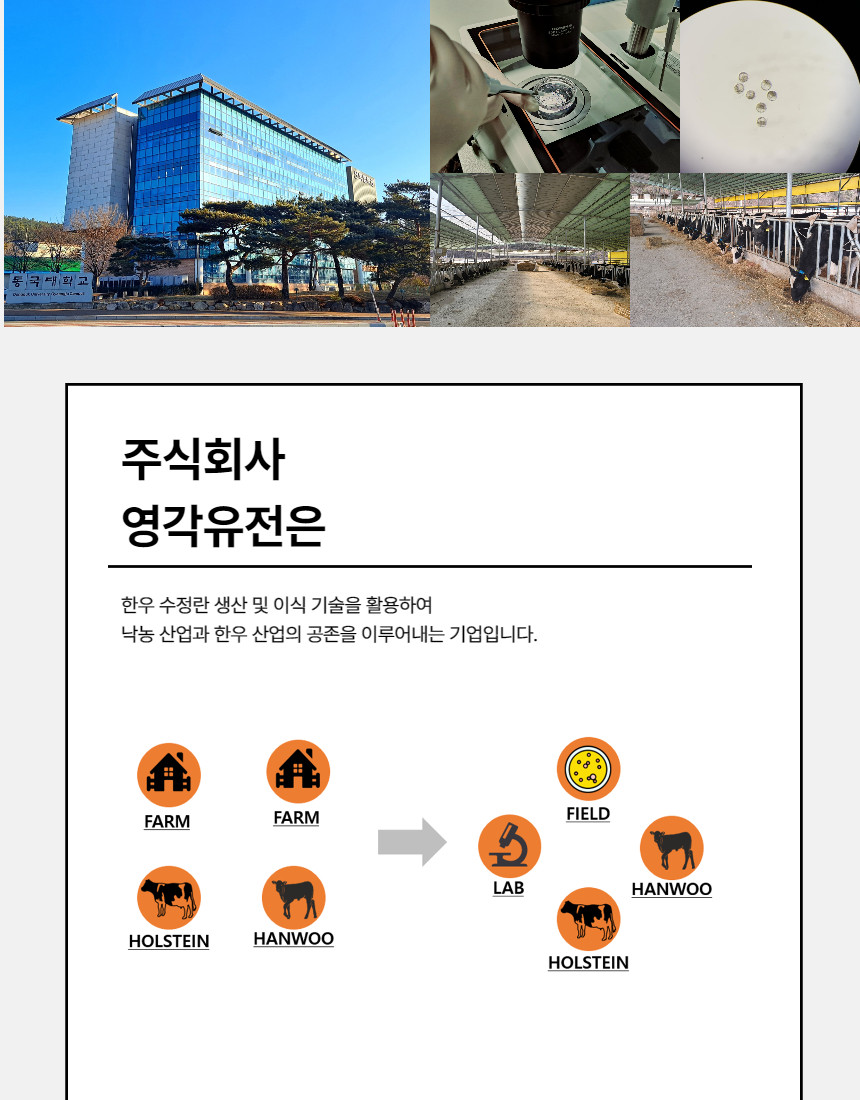 동국대학교
주식회사
영각유전은
한우 수정란 생산 및 이식 기술을 활용하여
낙농 산업과 한우 산업의 공존을 이루어내는 기업입니다.
FARM
FARM
HOLSTEIN
HANWOO
FIELD
LAB
HANWOO
HOLSTEIN